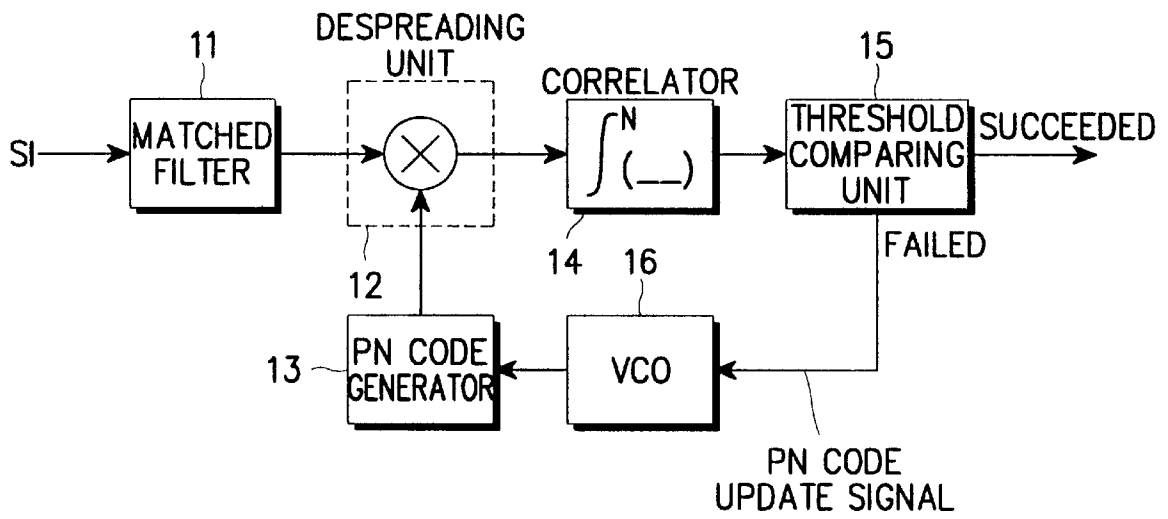 11
DESPREADING
UNIT
CORRELATOR
15
SI
MATCHED
FILTER
∫N
(__)
THRESHOLD
COMPARING
UNIT
SUCCEEDED
FAILED
12
14
16
13
PN CODE
GENERATOR
VCO
PN CODE
UPDATE SIGNAL